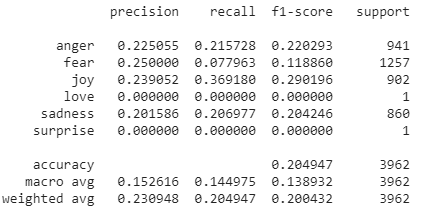 precision recall f1-score support
anger 0.225055 0.215728 0.220293 941
fear 0.250000 0.077963 0.118860 1257
joy 0.239052 0.369180 0.290196 902
love 0.000000 0.000000 0.000000 1
sadness 0.201586 0.206977 0.204246 860
surprise 0.000000 0.000000 0.000000 1
accuracy 0.204947 3962
macro avg 0.152616 0.144975 0.138932 3962
weighted avg 0.230948 0.204947 0.200432 3962